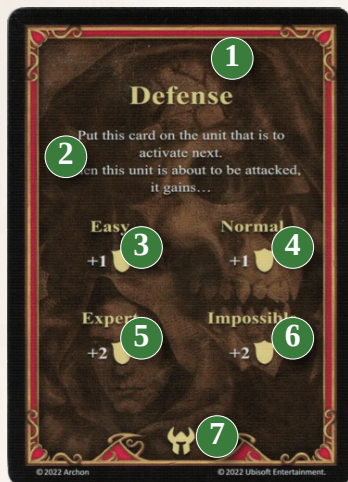 1
Defense
Put this card on the unit that is to
activate next.
2
this unit is about to be attacked,
it gains…
Easy Normal
+1 3 +1 4
Expert Impossible
+2 5 +2 6
7
©2022 Archon ©2022 Ubisoft Entertainment.